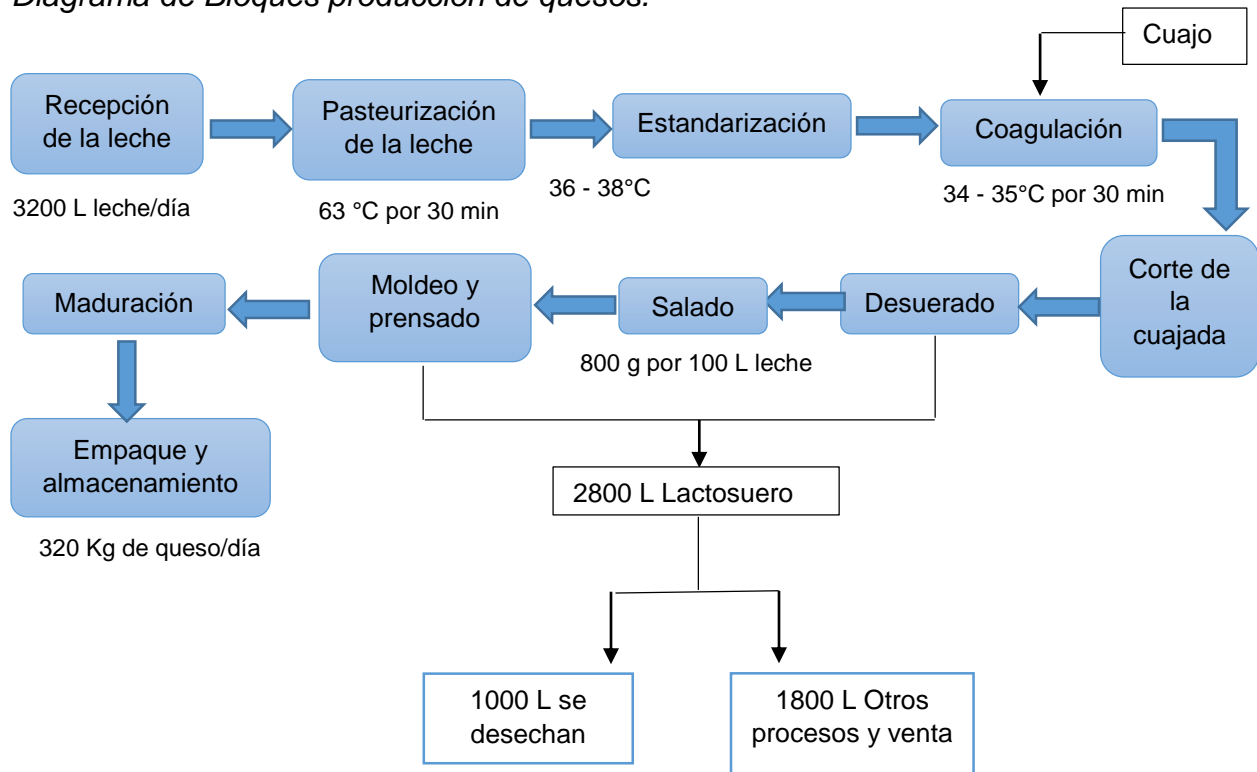 Diagrama de Bloques producción de quesos.
Cuajo
Recepción
de la leche
Pasteurización
de la leche
Estandarización
Coagulación
3200 L leche/día
63 °C por 30 min
36 - 38°C
34 - 35°C por 30 min
Corte de
la
cuajada
Desuerado
Salado
800 g por 100 L leche
Moldeo y
prensado
Maduración
Empaque y
almacenamiento
320 Kg de queso/día
2800 L Lactosuero
1000 L se
desechan
1800 L Otros
procesos y venta